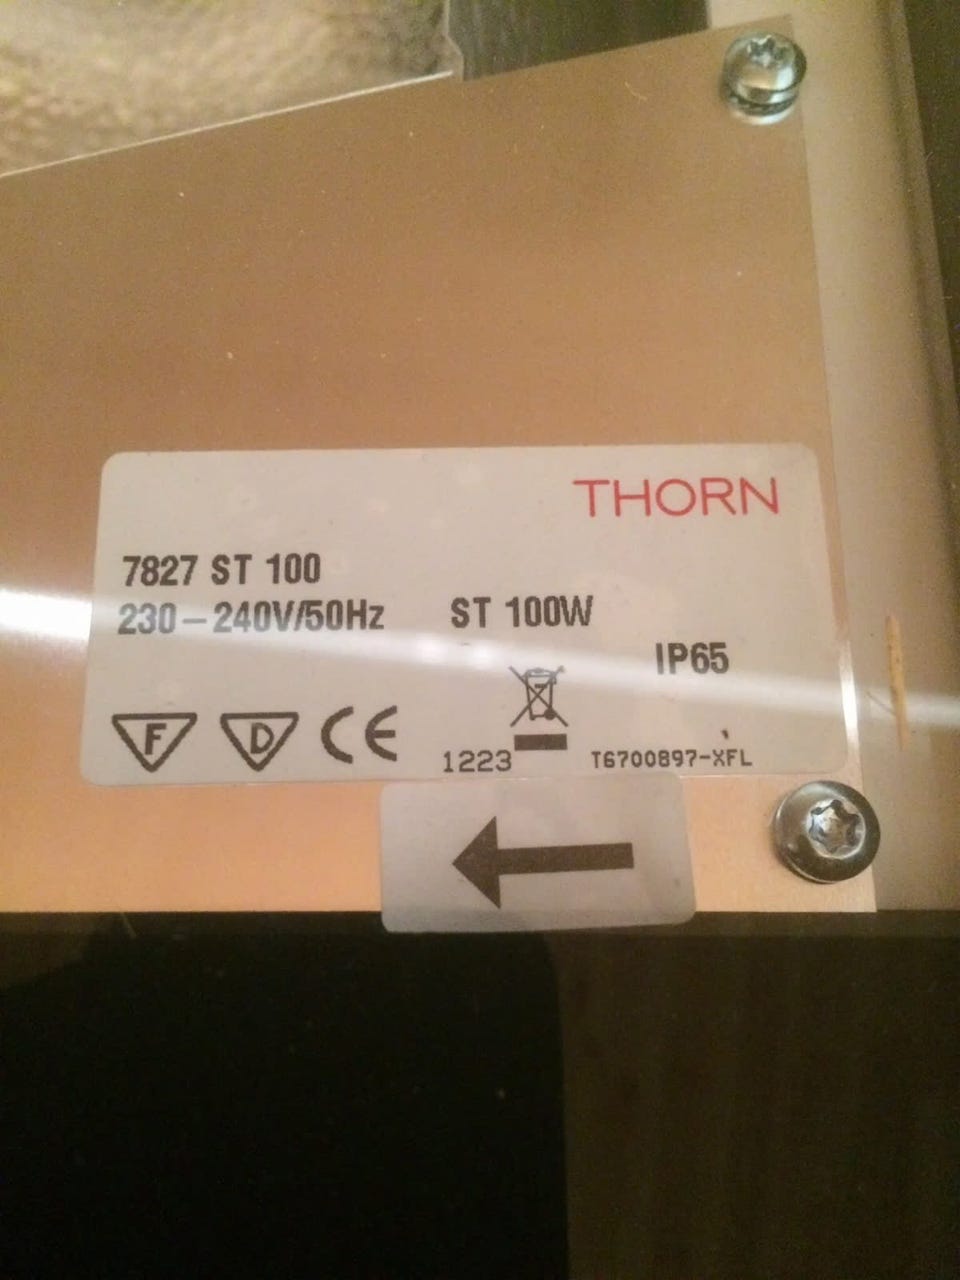 THORN
7827 ST 100
230-240V/50Hz ST 100W
IP65
F D CE
1223 T6700897-XFL